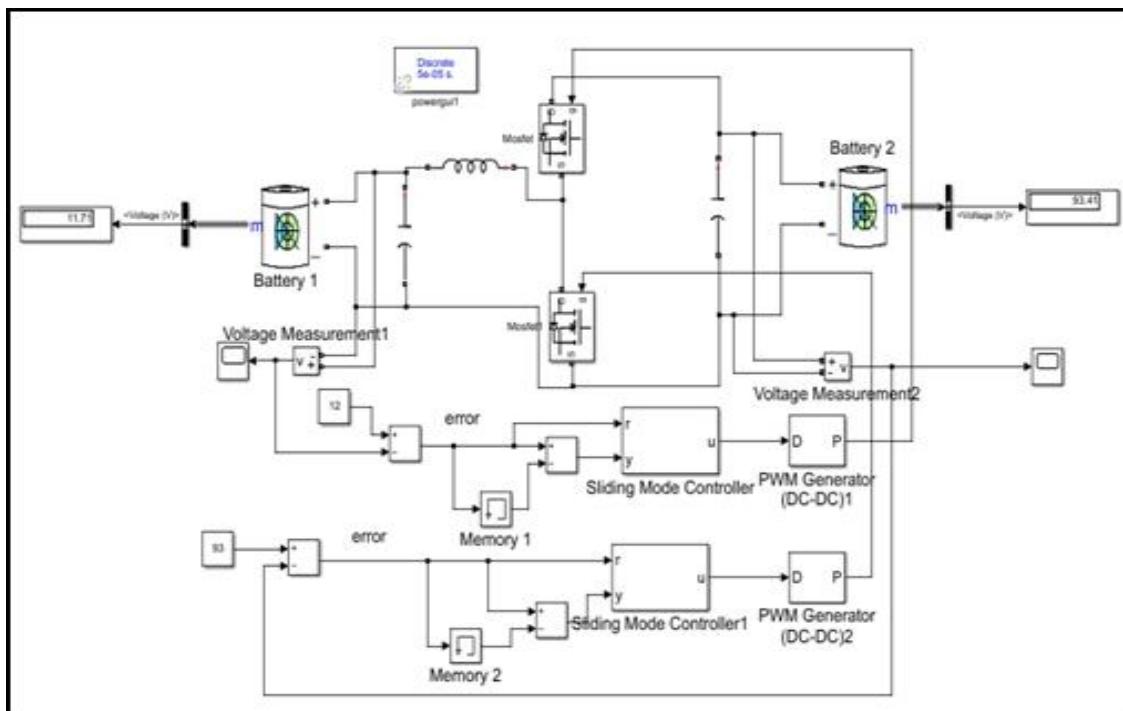 Discrete
5e-05 s.
powergui1
Mosfet
g
D
S
Battery 2
+
−
m
<Voltage (V)>
93.41
11.71
<Voltage (V)>
m
+
−
Battery 1
Mosfet1
g
D
S
Voltage Measurement1
v
-
+
+
-
v
Voltage Measurement2
12
+
-
error
+
-
r
y
u
Sliding Mode Controller
D
P
PWM Generator
(DC-DC)1
Memory 1
93
+
-
error
+
-
r
y
u
Sliding Mode Controller1
D
P
PWM Generator
(DC-DC)2
Memory 2